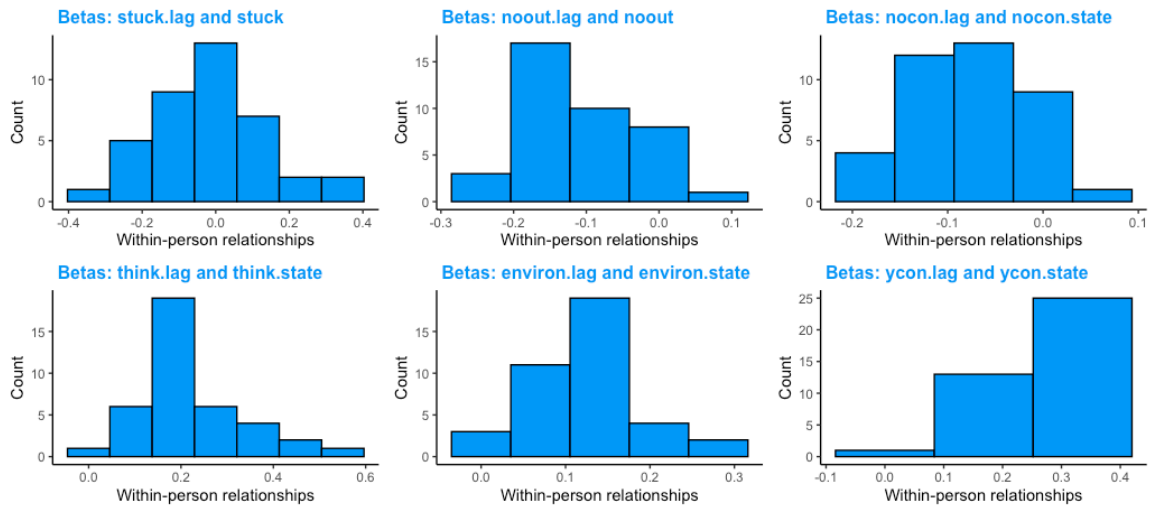 Betas: stuck.lag and stuck
Count
10
5
0
-0.4 -0.2 0.0 0.2 0.4
Within-person relationships
Betas: noout.lag and noout
Count
15
10
5
0
-0.3 -0.2 -0.1 0.0 0.1
Within-person relationships
Betas: nocon.lag and nocon.state
Count
10
5
0
-0.2 -0.1 0.0 0.1
Within-person relationships
Betas: think.lag and think.state
Count
15
10
5
0
0.0 0.2 0.4 0.6
Within-person relationships
Betas: environ.lag and environ.state
Count
15
10
5
0
0.0 0.1 0.2 0.3
Within-person relationships
Betas: ycon.lag and ycon.state
Count
25
20
15
10
5
0
-0.1 0.0 0.1 0.2 0.3 0.4
Within-person relationships